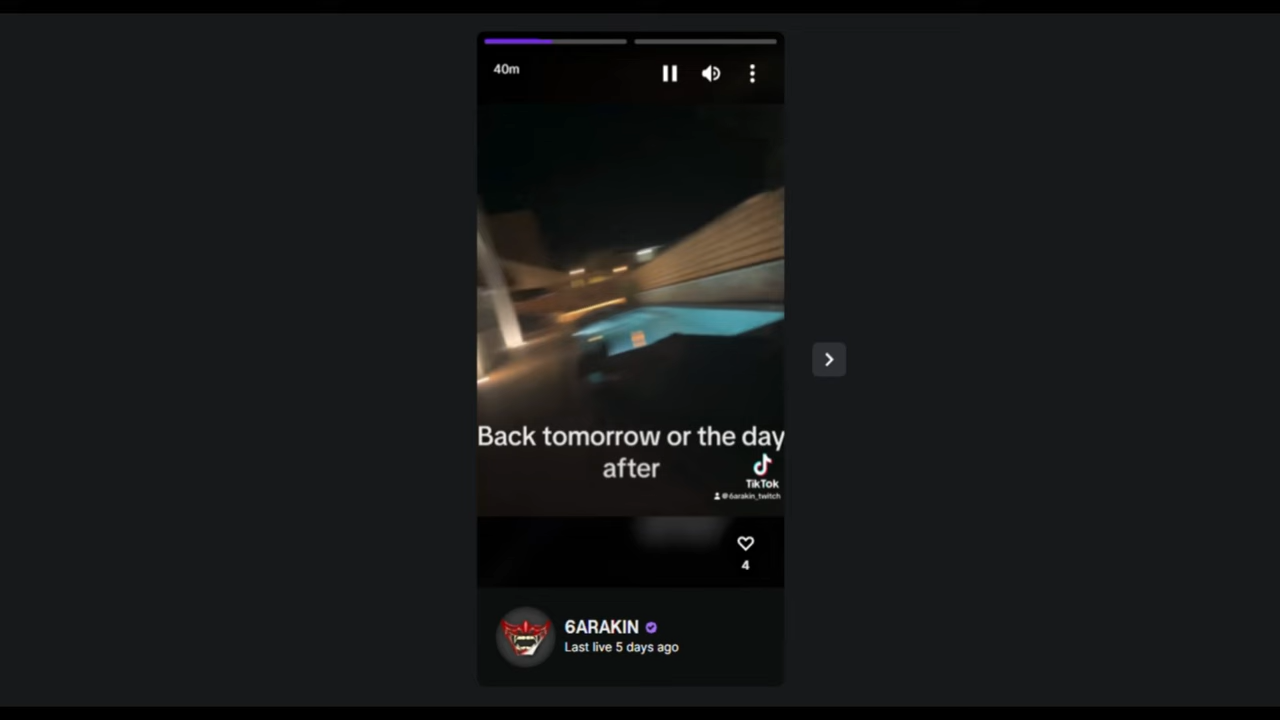 40m
Back tomorrow or the day
after
TikTok
@6arakin_twitch
4
6ARAKIN
Last live 5 days ago